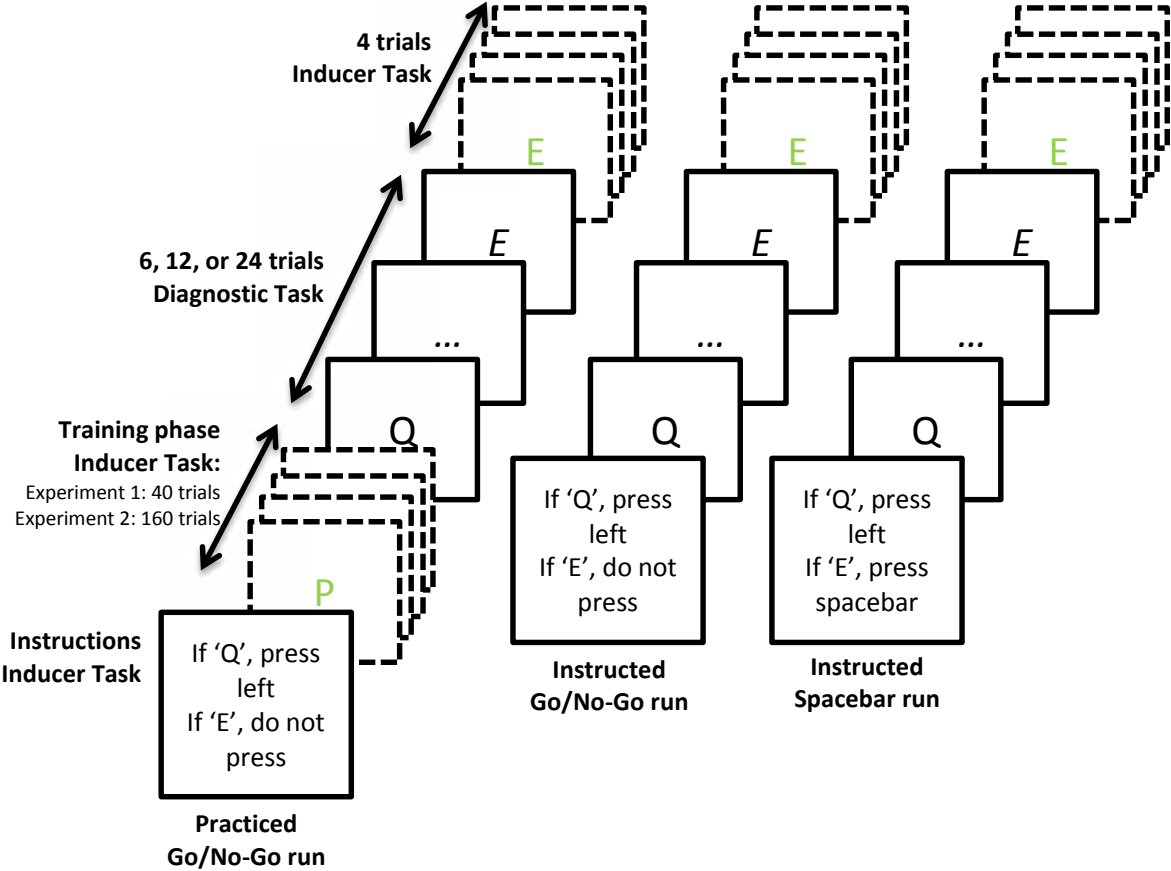 4 trials
Inducer Task
E
E
E
6, 12, or 24 trials
Diagnostic Task
E
E
E
...
...
...
Training phase
Inducer Task:
Experiment 1: 40 trials
Experiment 2: 160 trials
Q
Q
Q
P
Instructions
Inducer Task
If ‘Q’, press
left
If ‘E’, do not
press
If ‘Q’, press
left
If ‘E’, do not
press
If ‘Q’, press
left
If ‘E’, press
spacebar
Practiced
Go/No-Go run
Instructed
Go/No-Go run
Instructed
Spacebar run